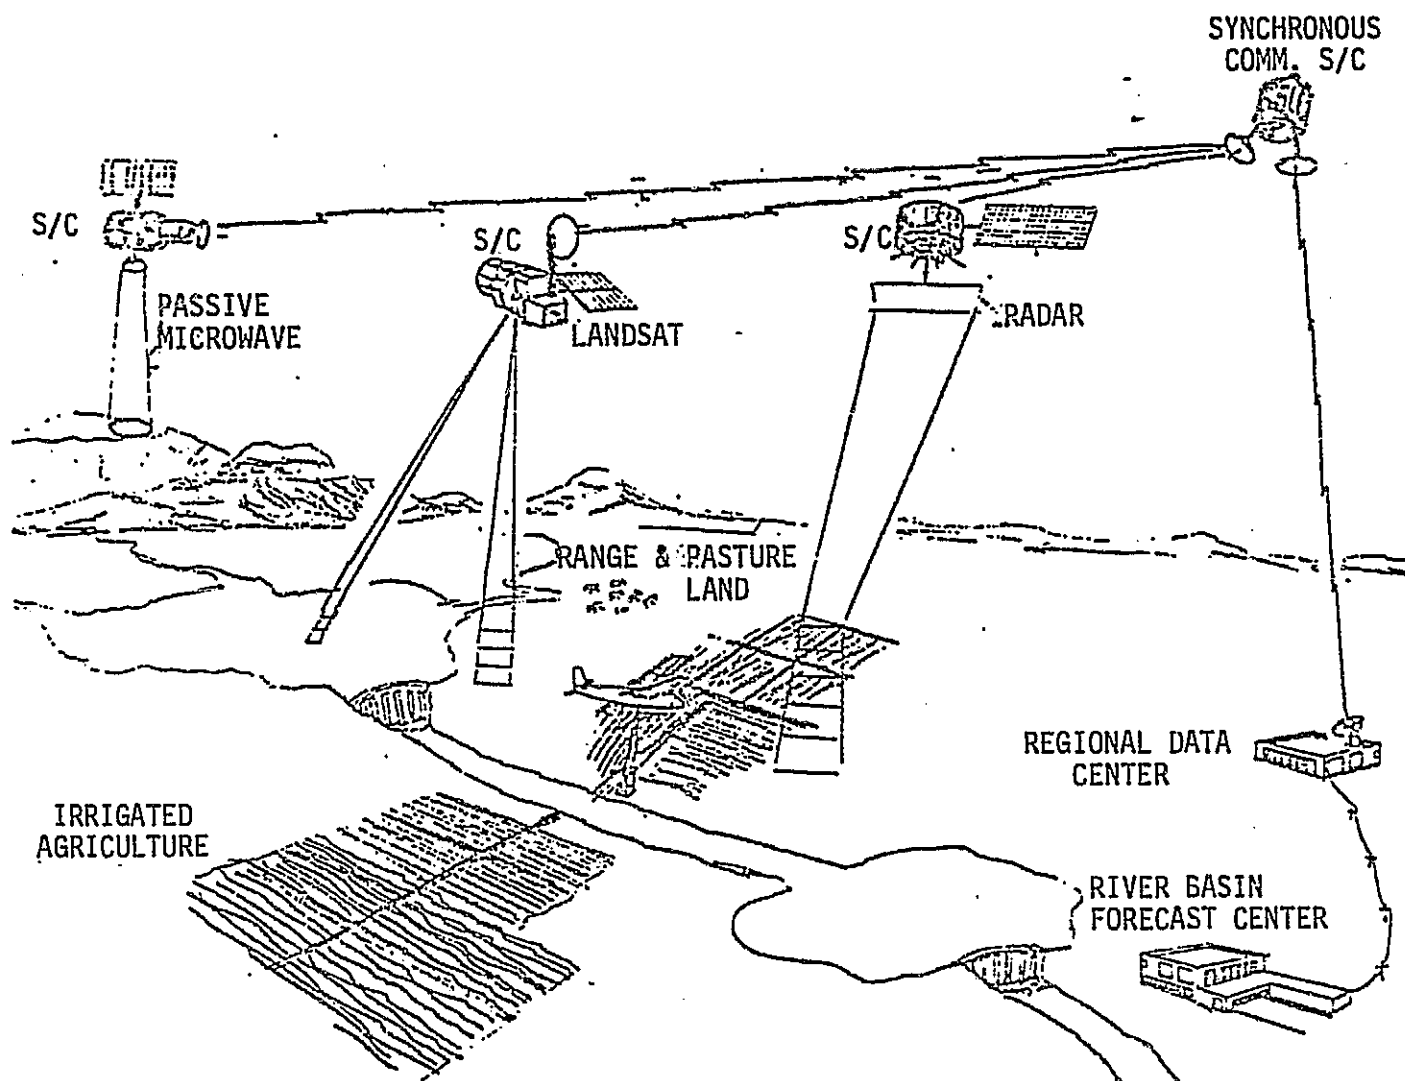 SYNCHRONOUS
COMM. S/C
S/C
S/C
S/C
PASSIVE
MICROWAVE
LANDSAT
RADAR
RANGE & PASTURE
LAND
REGIONAL DATA
CENTER
IRRIGATED
AGRICULTURE
RIVER BASIN
FORECAST CENTER